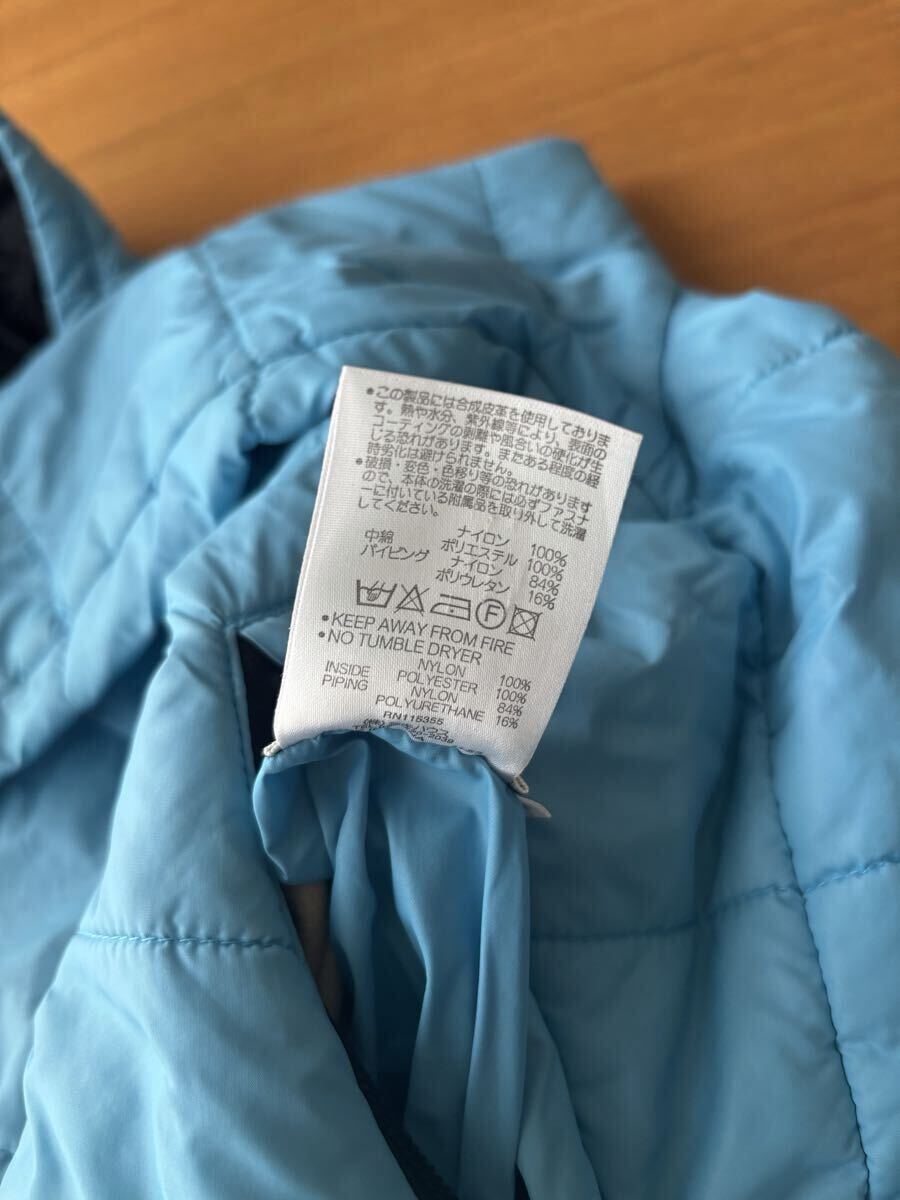 ●この製品には合成皮革を使用しておりま
す。熱や水分、紫外線等により、表面の
コーティングの剥離や風合いの硬化が生
じる恐れがあります。またある程度の経
時劣化は避けられません。
●破損・変色・色移り等の恐れがあります
ので、本体の洗濯の際には必ずファスナ
ーに付いている附属品を取り外して洗濯
してください。
ナイロン 100%
中綿 ポリエステル 100%
パイピング ナイロン 84%
ポリウレタン 16%
F
●KEEP AWAY FROM FIRE
●NO TUMBLE DRYER
NYLON 100%
INSIDE POLYESTER 100%
PIPING NYLON 84%
POLYURETHANE 16%
RN115355
ハウス